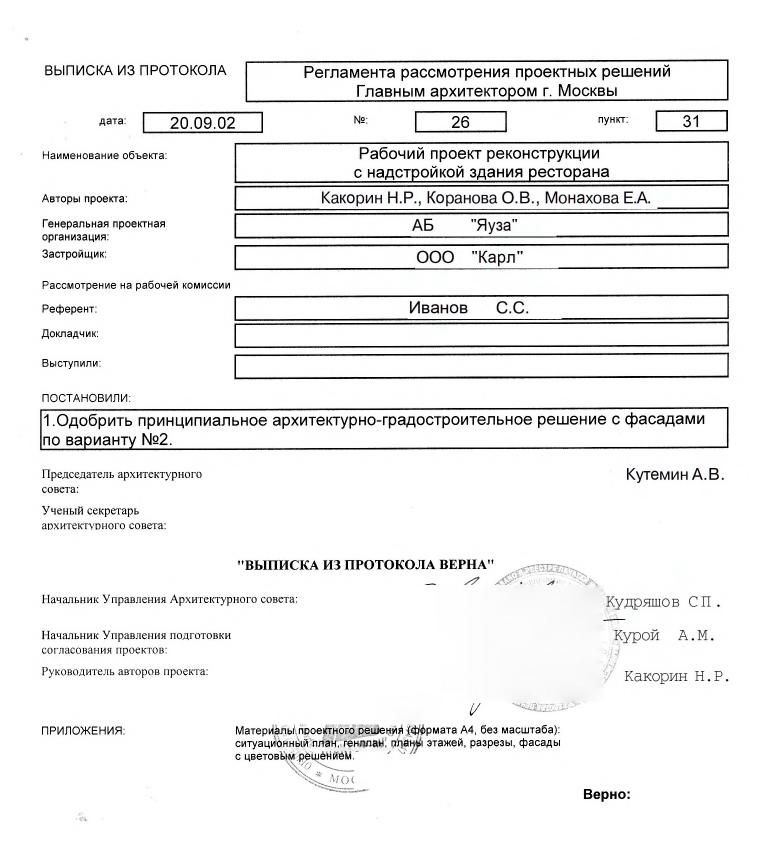 ВЫПИСКА ИЗ ПРОТОКОЛА
Регламента рассмотрения проектных решений
Главным архитектором г. Москвы
дата: 20.09.02 №: 26 пункт: 31
Наименование объекта: Рабочий проект реконструкции
с надстройкой здания ресторана
Авторы проекта: Какорин Н.Р., Коранова О.В., Монахова Е.А.
Генеральная проектная
организация: АБ "Яуза"
Застройщик: ООО "Карл"
Рассмотрение на рабочей комиссии
Референт: Иванов С.С.
Докладчик:
Выступили:
ПОСТАНОВИЛИ:
1.Одобрить принципиальное архитектурно-градостроительное решение с фасадами
по варианту №2.
Председатель архитектурного
совета: Кутемин А.В.
Ученый секретарь
архитектурного совета:
"ВЫПИСКА ИЗ ПРОТОКОЛА ВЕРНА"
Начальник Управления Архитектурного совета: Кудряшов СП.
Начальник Управления подготовки
согласования проектов: Курой А.М.
Руководитель авторов проекта: Какорин Н.Р.
ПРИЛОЖЕНИЯ: Материалы проектного решения (формата А4, без масштаба):
ситуационный план, генплан, планы этажей, разрезы, фасады
с цветовым решением.
Верно: